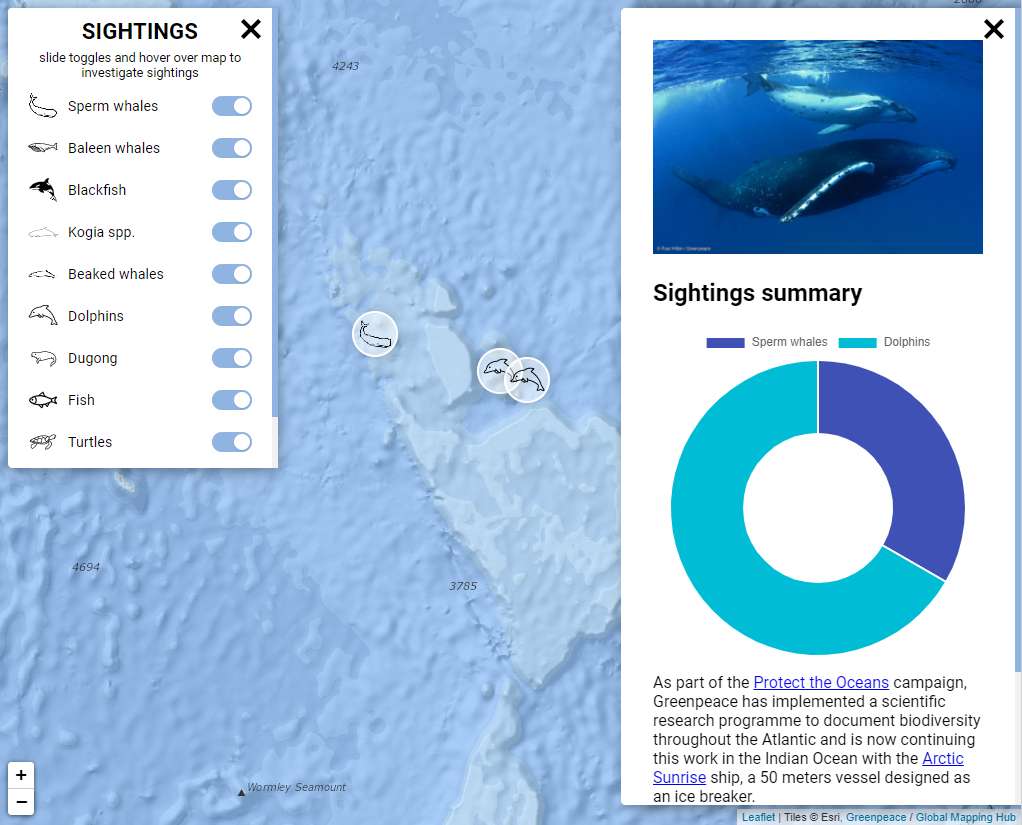 SIGHTINGS
slide toggles and hover over map to
investigate sightings
Sperm whales
Baleen whales
Blackfish
Kogia spp.
Beaked whales
Dolphins
Dugong
Fish
Turtles
4243
4694
3785
Wormley Seamount
+
−
© Paul Hilton / Greenpeace
Sightings summary
Sperm whales
Dolphins
As part of the Protect the Oceans campaign,
Greenpeace has implemented a scientific
research programme to document biodiversity
throughout the Atlantic and is now continuing
this work in the Indian Ocean with the Arctic
Sunrise ship, a 50 meters vessel designed as
an ice breaker.
Leaflet | Tiles © Esri, Greenpeace / Global Mapping Hub